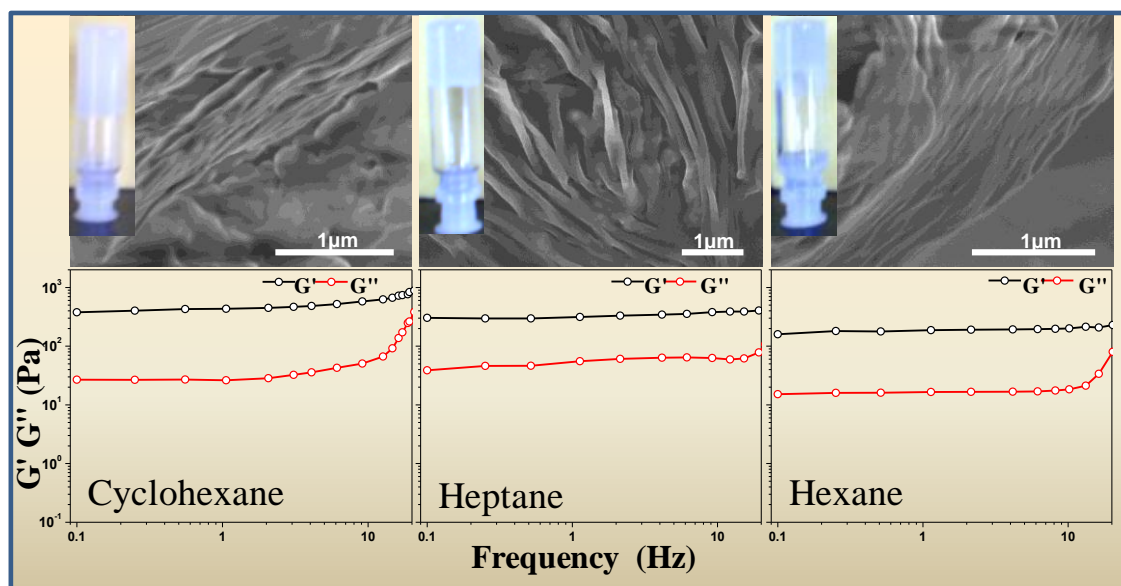 1µm
1µm
1µm
G' G''
G' G''
G' G''
G' G'' (Pa)
10³
10²
10¹
10⁰
10⁻¹
Cyclohexane
Heptane
Hexane
0.1 1 10
0.1 1 10
0.1 1 10
Frequency (Hz)